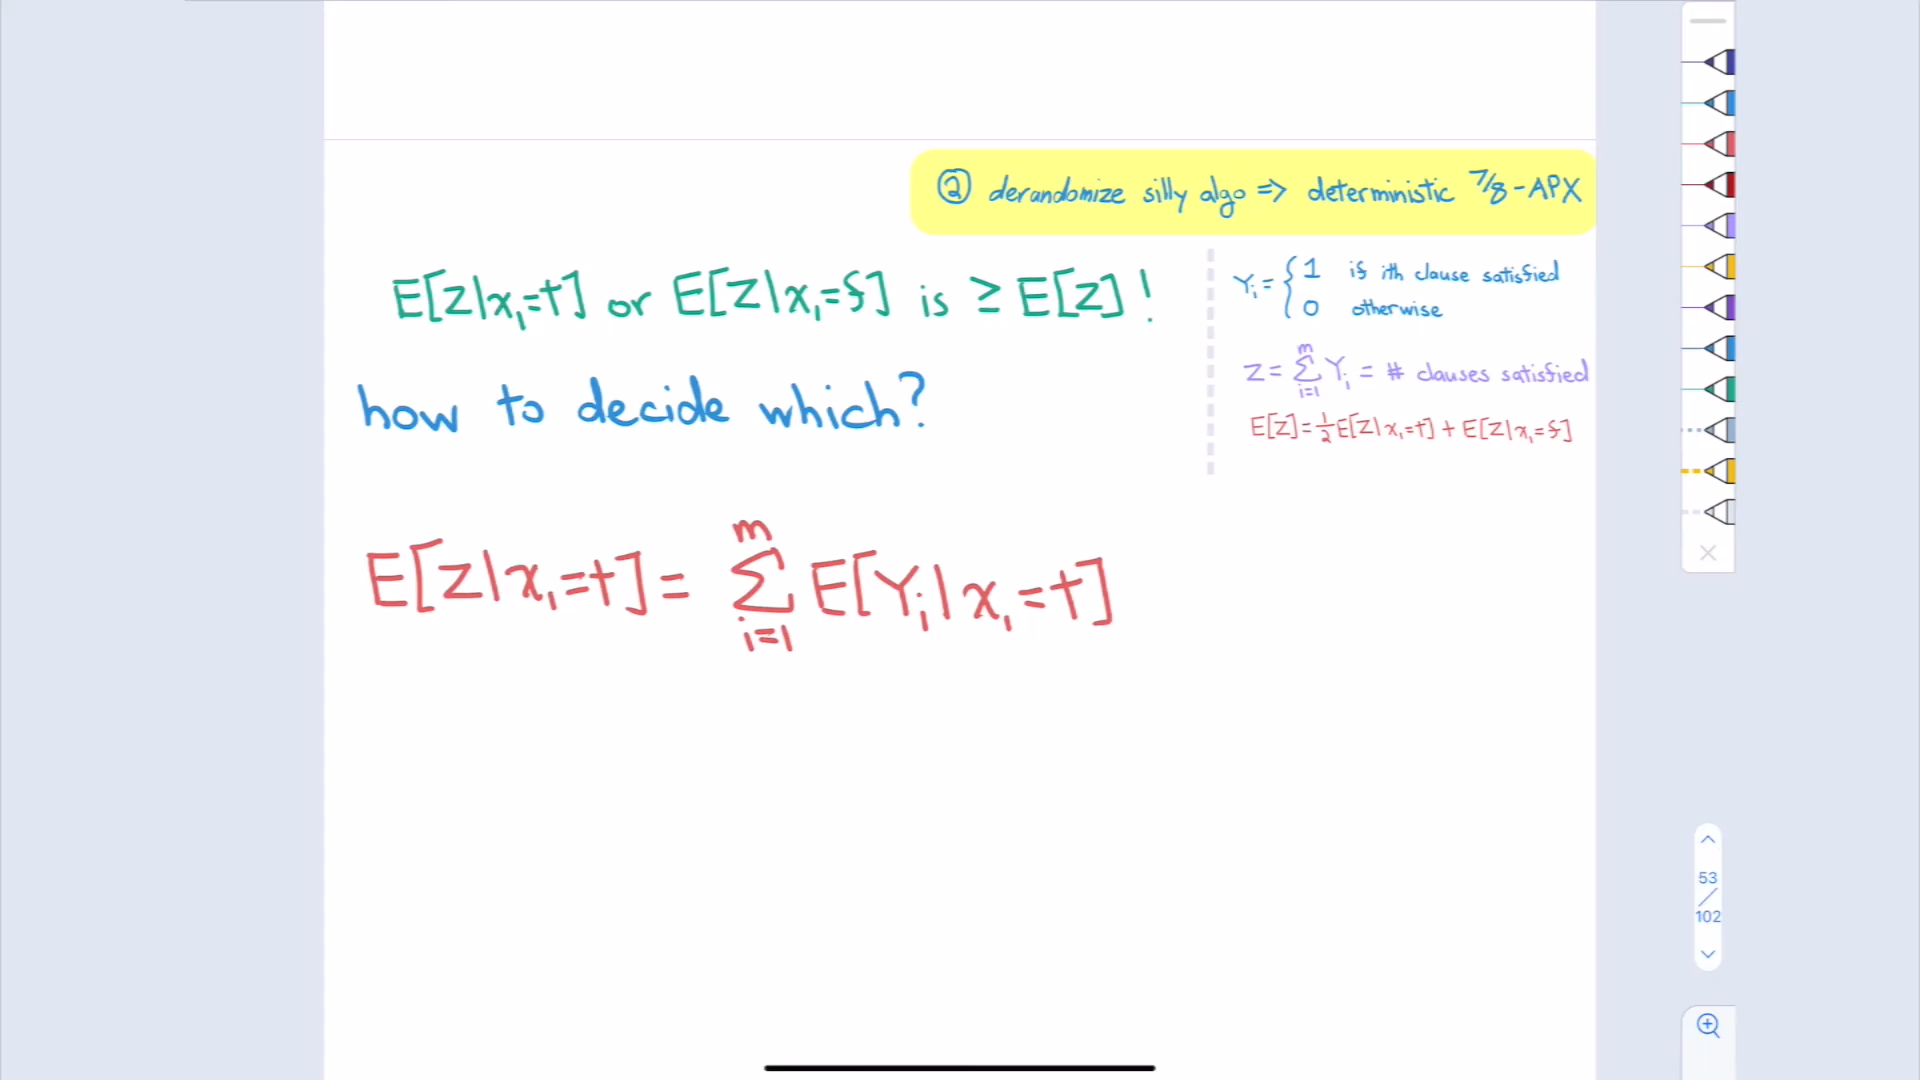 ② derandomize silly algo => deterministic 7/8-APX
E[Z|x₁=t] or E[Z|x₁=f] is ≥ E[Z]!
how to decide which?
Yᵢ = { 1 if ith clause satisfied
0 otherwise
Z = ∑ᵢ₌₁ᵐ Yᵢ = # clauses satisfied
E[Z] = ½E[Z|x₁=t] + E[Z|x₁=f]
E[Z|x₁=t] = ∑ᵢ₌₁ᵐ E[Yᵢ|x₁=t]
53
/
102